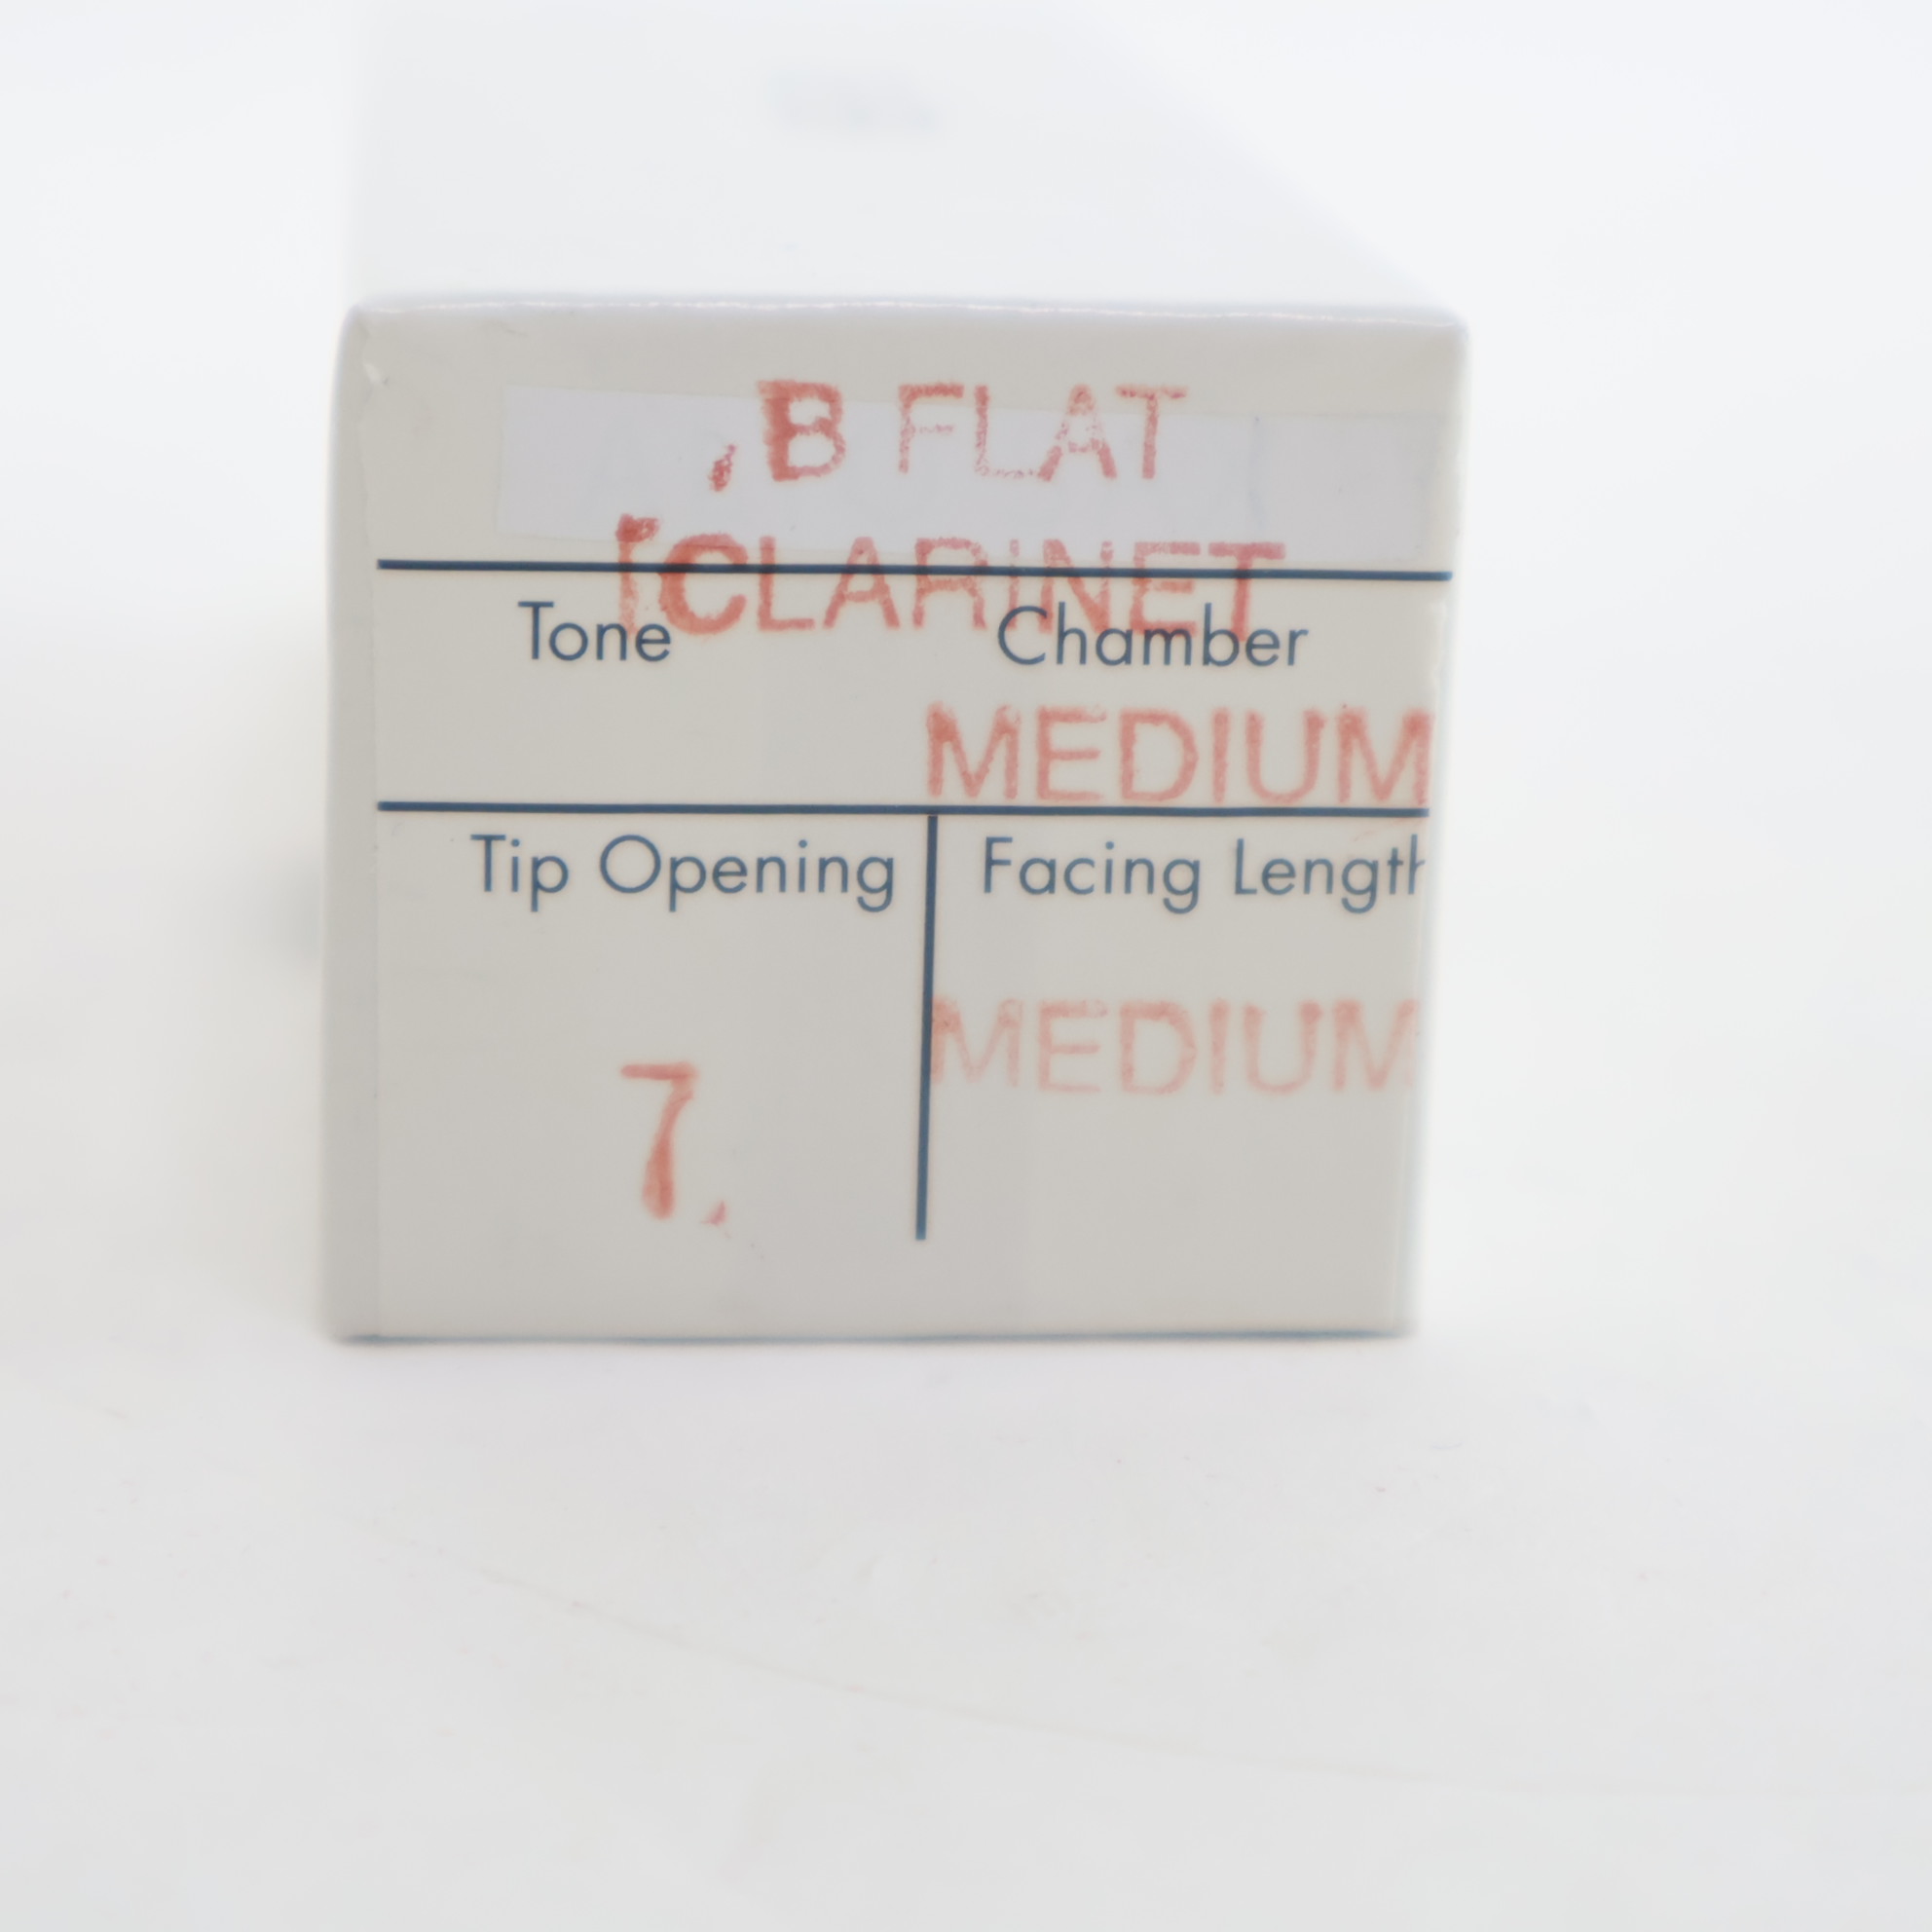 B FLAT
CLARINET
Tone Chamber
MEDIUM
Tip Opening Facing Length
7 MEDIUM